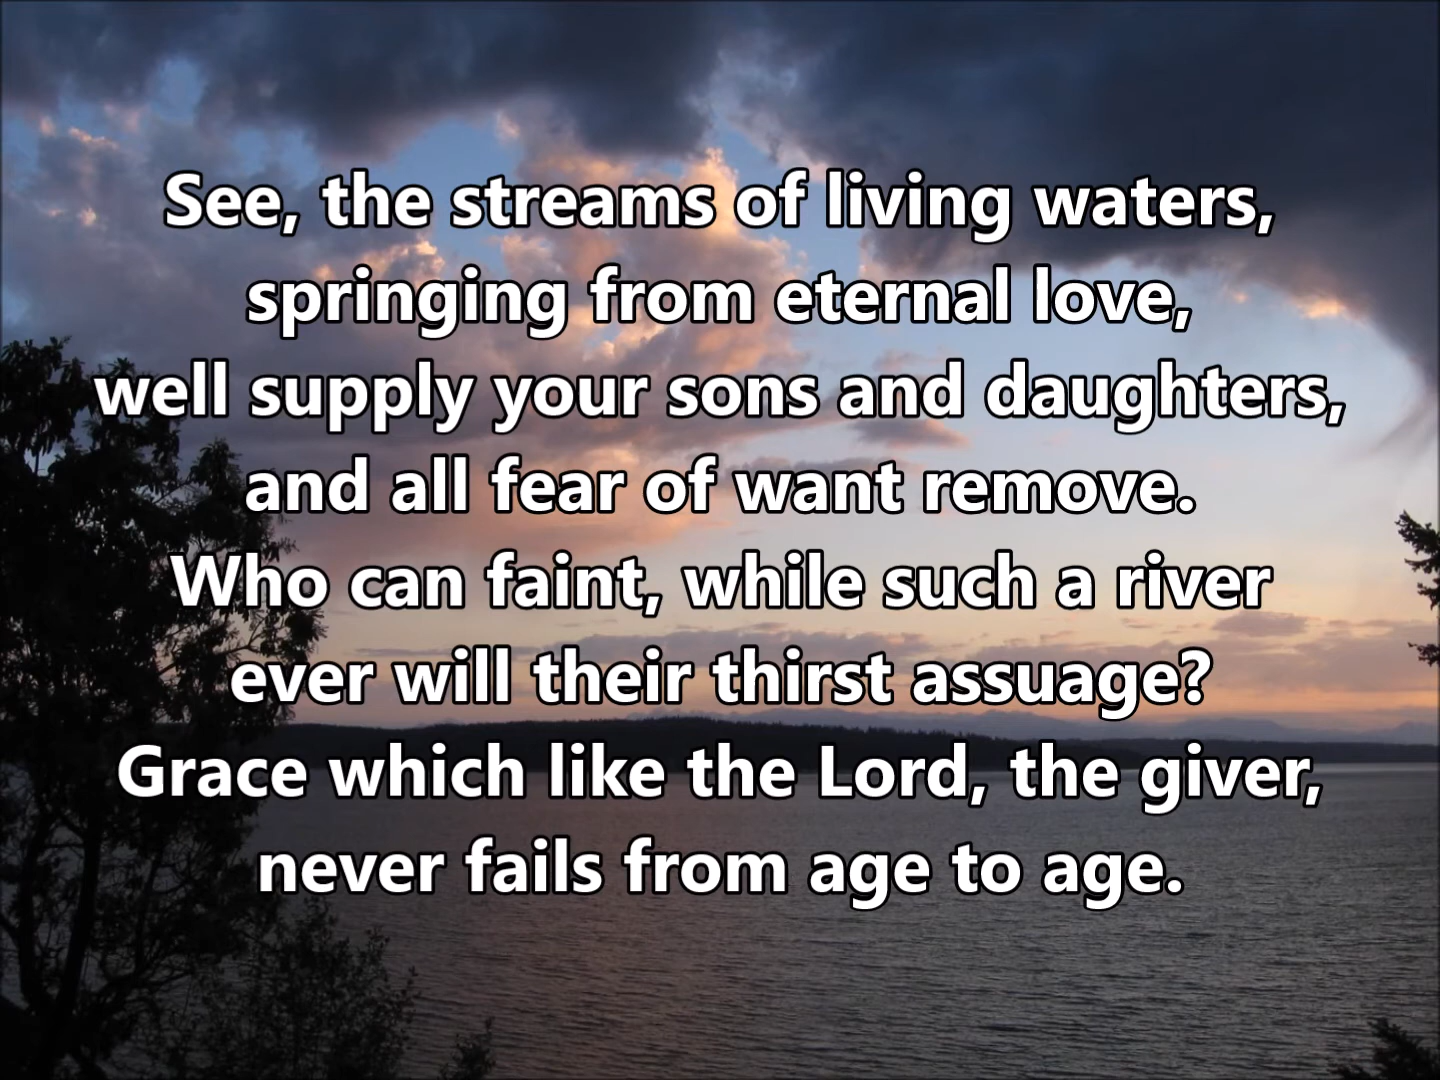 See, the streams of living waters,
springing from eternal love,
well supply your sons and daughters,
and all fear of want remove.
Who can faint, while such a river
ever will their thirst assuage?
Grace which like the Lord, the giver,
never fails from age to age.